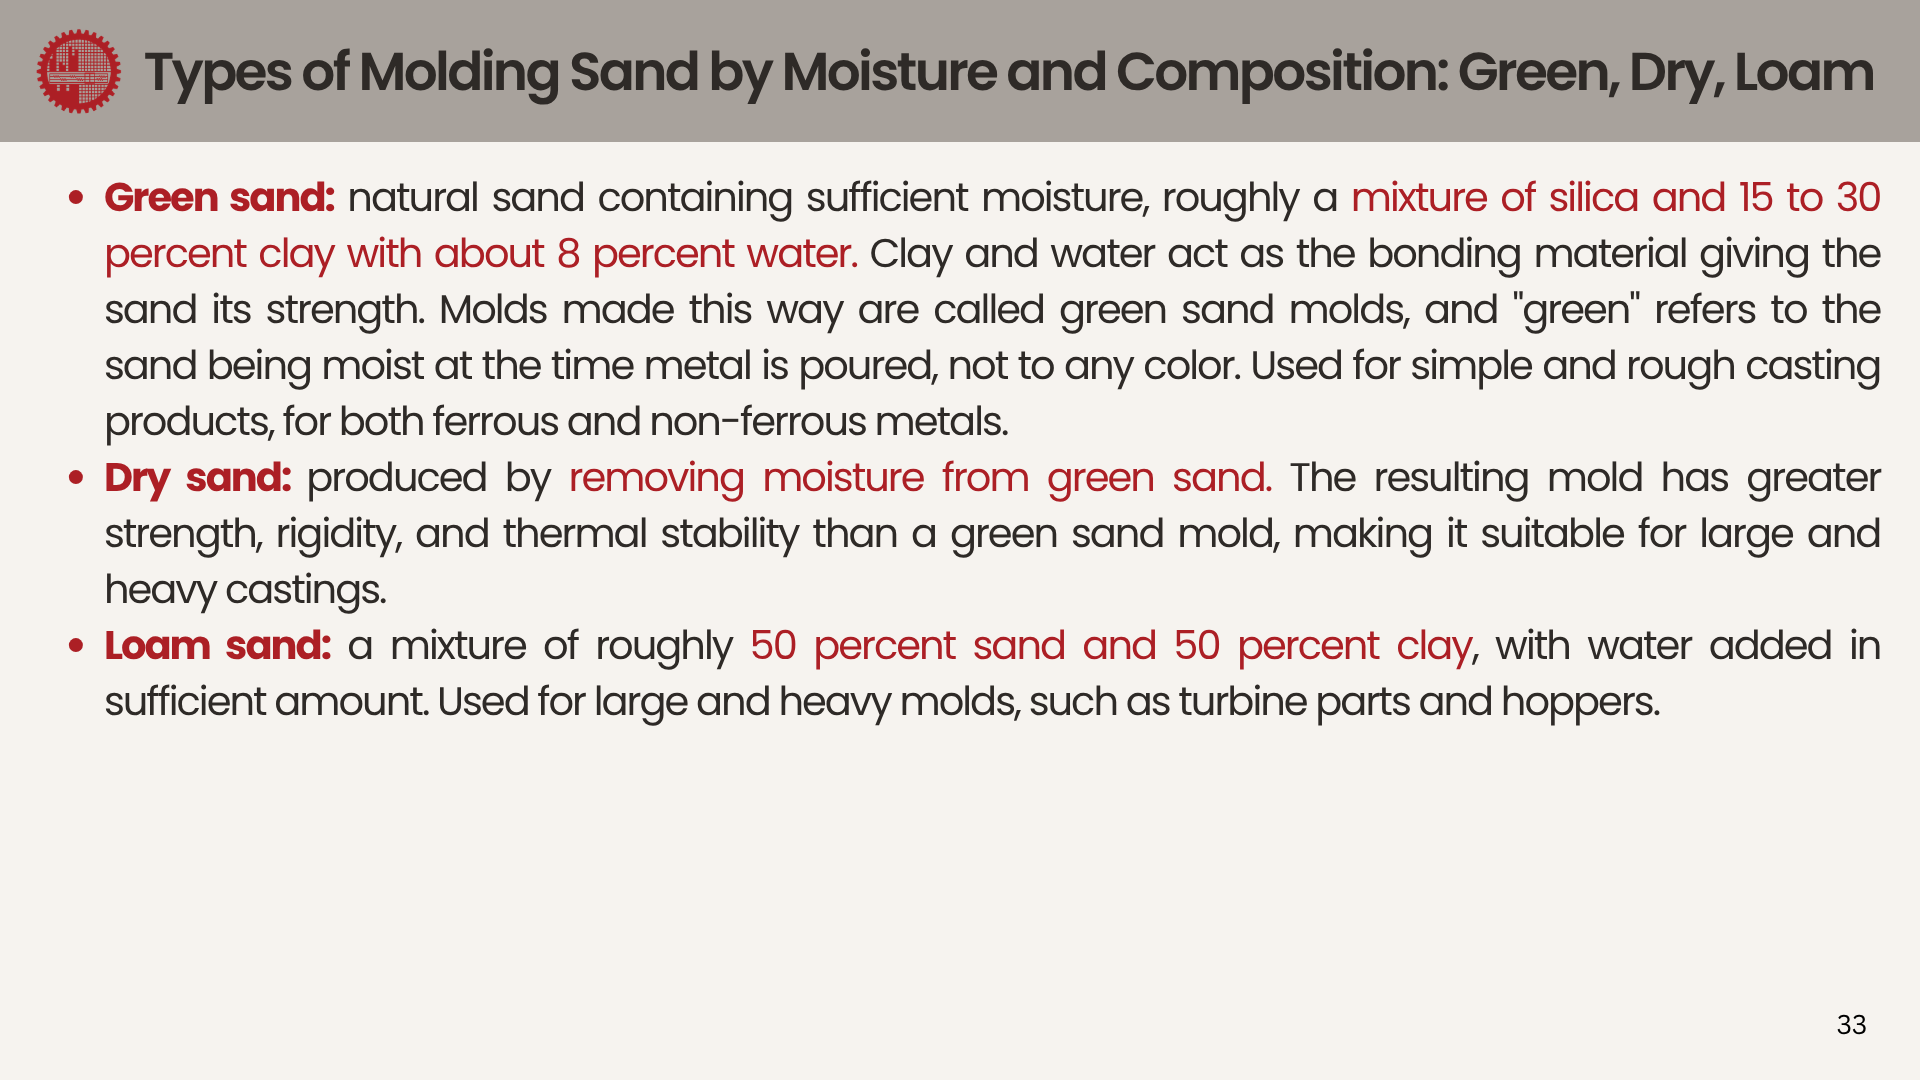 Types of Molding Sand by Moisture and Composition: Green, Dry, Loam
• Green sand: natural sand containing sufficient moisture, roughly a mixture of silica and 15 to 30
percent clay with about 8 percent water. Clay and water act as the bonding material giving the
sand its strength. Molds made this way are called green sand molds, and "green" refers to the
sand being moist at the time metal is poured, not to any color. Used for simple and rough casting
products, for both ferrous and non-ferrous metals.
• Dry sand: produced by removing moisture from green sand. The resulting mold has greater
strength, rigidity, and thermal stability than a green sand mold, making it suitable for large and
heavy castings.
• Loam sand: a mixture of roughly 50 percent sand and 50 percent clay, with water added in
sufficient amount. Used for large and heavy molds, such as turbine parts and hoppers.
33